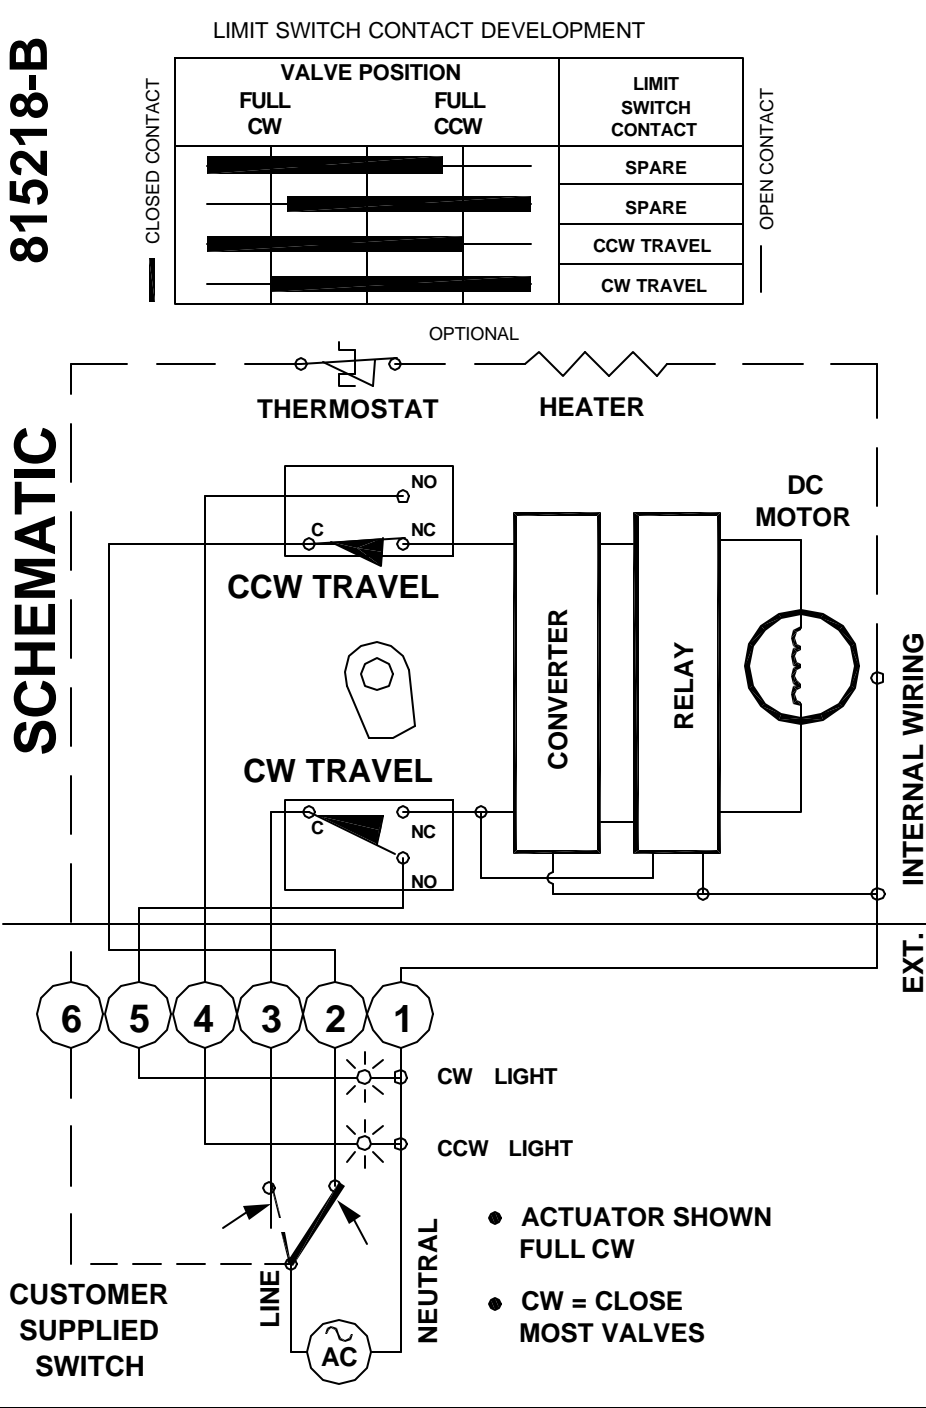 815218-B
LIMIT SWITCH CONTACT DEVELOPMENT
CLOSED CONTACT
VALVE POSITION
FULL
CW
FULL
CCW
LIMIT
SWITCH
CONTACT
SPARE
SPARE
CCW TRAVEL
CW TRAVEL
OPEN CONTACT
SCHEMATIC
OPTIONAL
THERMOSTAT
HEATER
NO
C
NC
CCW TRAVEL
DC
MOTOR
CONVERTER
RELAY
CW TRAVEL
C
NC
NO
INTERNAL WIRING
EXT.
6
5
4
3
2
1
CW LIGHT
CCW LIGHT
LINE
NEUTRAL
AC
CUSTOMER
SUPPLIED
SWITCH
ACTUATOR SHOWN
FULL CW
CW = CLOSE
MOST VALVES